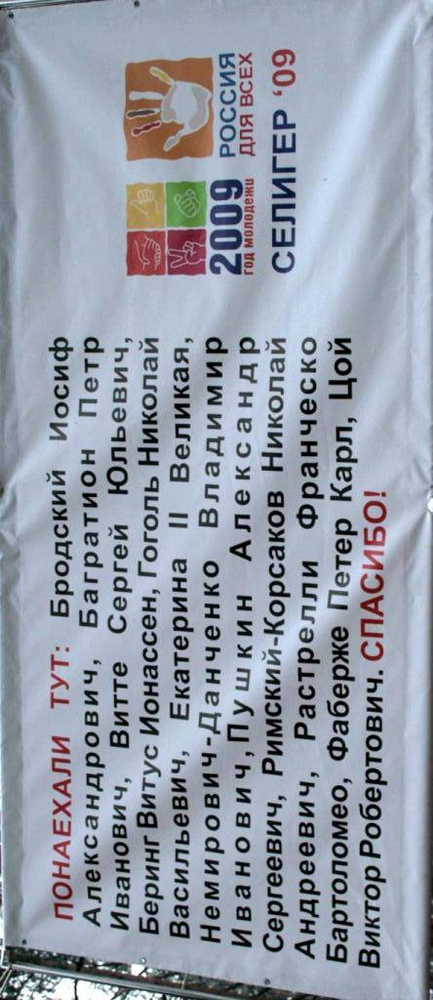 ПОНАЕХАЛИ ТУТ: Бродский Иосиф
Александрович, Багратион Петр
Иванович, Витте Сергей Юльевич,
Беринг Витус Ионассен, Гоголь Николай
Васильевич, Екатерина II Великая,
Немирович-Данченко Владимир
Иванович, Пушкин Александр
Сергеевич, Римский-Корсаков Николай
Андреевич, Растрелли Франческо
Бартоломео, Фаберже Петер Карл, Цой
Виктор Робертович. СПАСИБО!
2009
ГОД МОЛОДЕЖИ
РОССИЯ
ДЛЯ ВСЕХ
СЕЛИГЕР '09